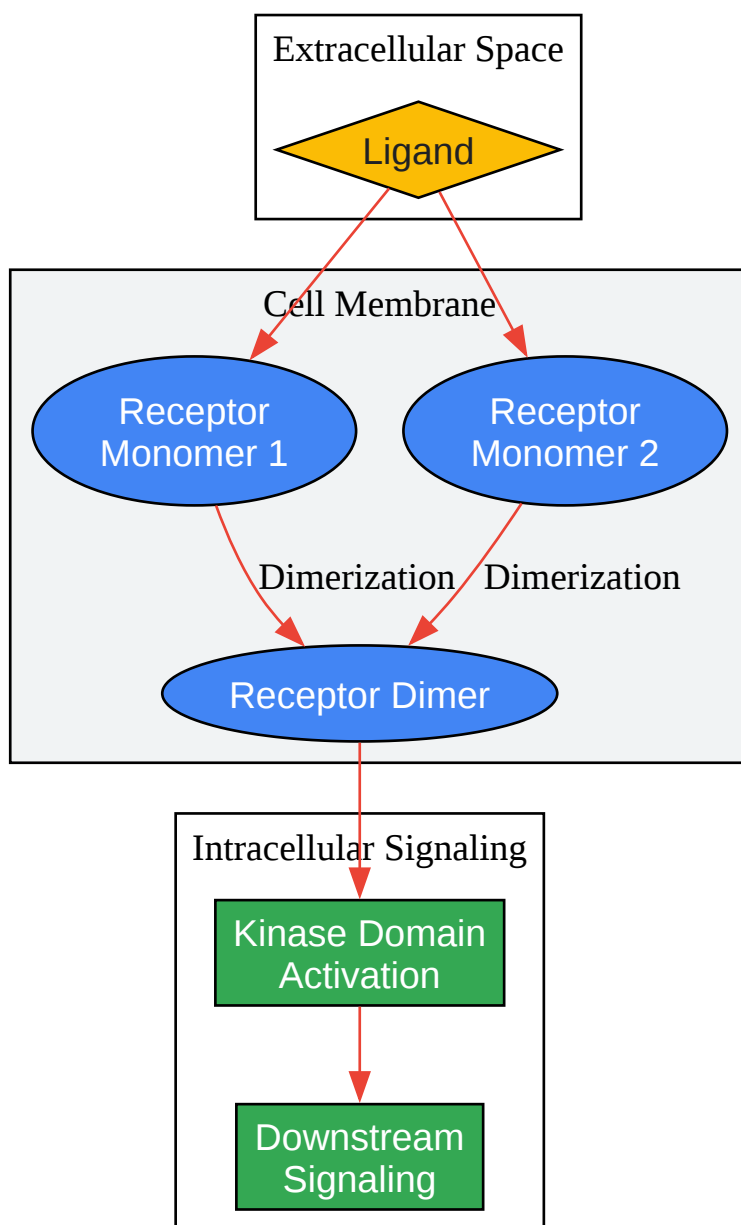 Extracellular Space
Ligand
Cell Membrane
Receptor
Monomer 1
Receptor
Monomer 2
Dimerization
Dimerization
Receptor Dimer
Intracellular Signaling
Kinase Domain
Activation
Downstream
Signaling